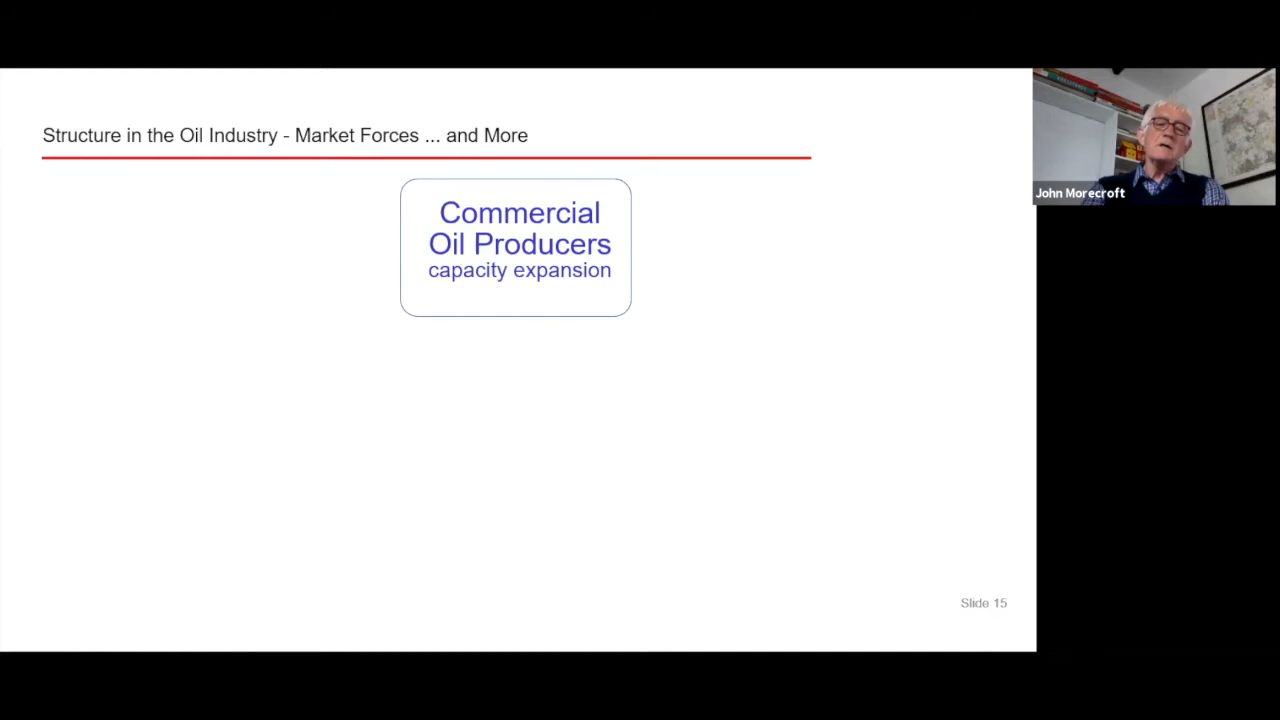 Structure in the Oil Industry - Market Forces ... and More
Commercial
Oil Producers
capacity expansion
John Morecroft
Slide 15